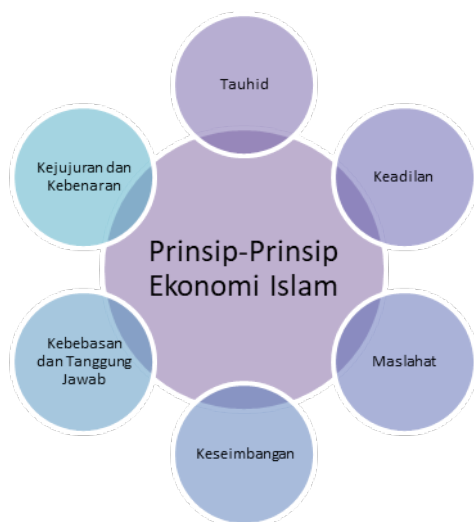 Tauhid
Kejujuran dan
Kebenaran
Keadilan
Prinsip-Prinsip
Ekonomi Islam
Kebebasan
dan Tanggung
Jawab
Maslahat
Keseimbangan